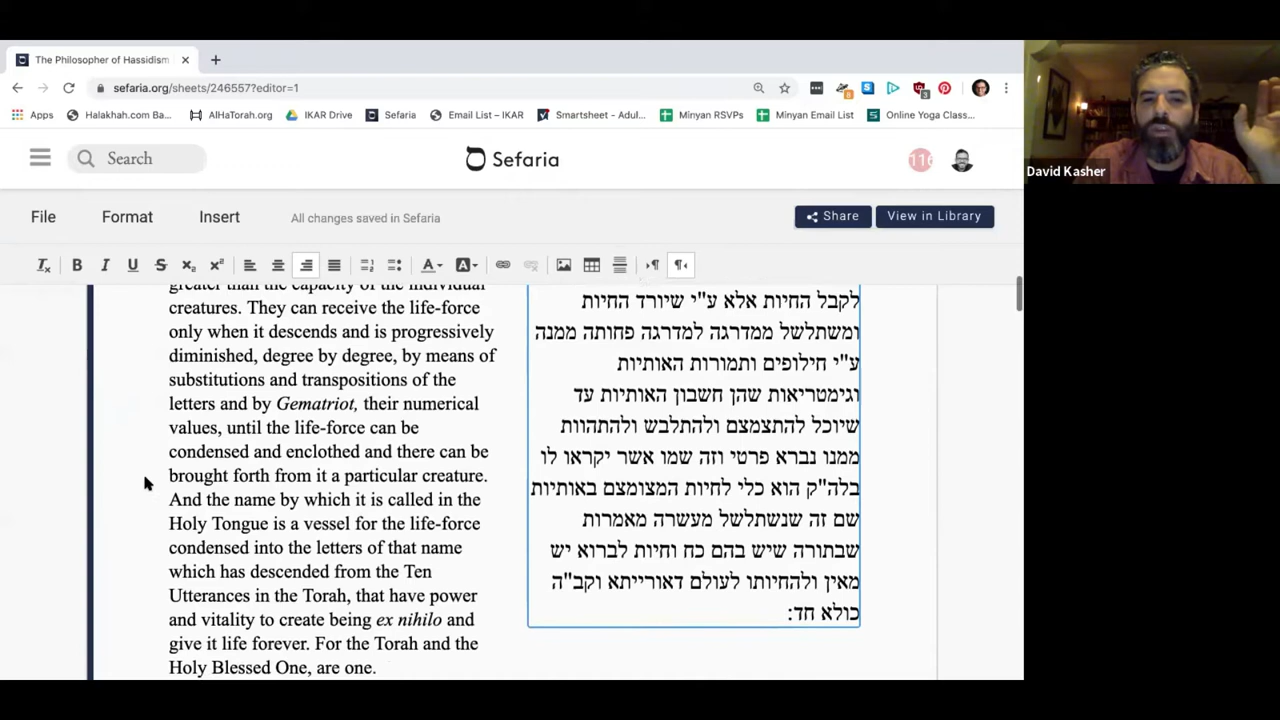 The Philosopher of Hassidism
sefaria.org/sheets/246557?editor=1
Apps
Halakhah.com Ba...
AlHaTorah.org
IKAR Drive
Sefaria
Email List – IKAR
Smartsheet - Adul...
Minyan RSVPs
Minyan Email List
Online Yoga Class...
Search
Sefaria
116
File
Format
Insert
All changes saved in Sefaria
Share
View in Library
greater than the capacity of the individual
creatures. They can receive the life-force
only when it descends and is progressively
diminished, degree by degree, by means of
substitutions and transpositions of the
letters and by Gematriot, their numerical
values, until the life-force can be
condensed and enclothed and there can be
brought forth from it a particular creature.
And the name by which it is called in the
Holy Tongue is a vessel for the life-force
condensed into the letters of that name
which has descended from the Ten
Utterances in the Torah, that have power
and vitality to create being ex nihilo and
give it life forever. For the Torah and the
Holy Blessed One, are one.
לקבל החיות אלא ע"י שיורד החיות
ומשתלשל ממדרגה למדרגה פחותה ממנה
ע"י חילופים ותמורות האותיות
וגימטריאות שהן חשבון האותיות עד
שיוכל להתצמצם ולהתלבש ולהתהוות
ממנו נברא פרטי וזה שמו אשר יקראו לו
בלה"ק הוא כלי לחיות המצומצם באותיות
שם זה שנשתלשל מעשרה מאמרות
שבתורה שיש בהם כח וחיות לברוא יש
מאין ולהחיותו לעולם דאורייתא וקב"ה
כולא חד:
David Kasher